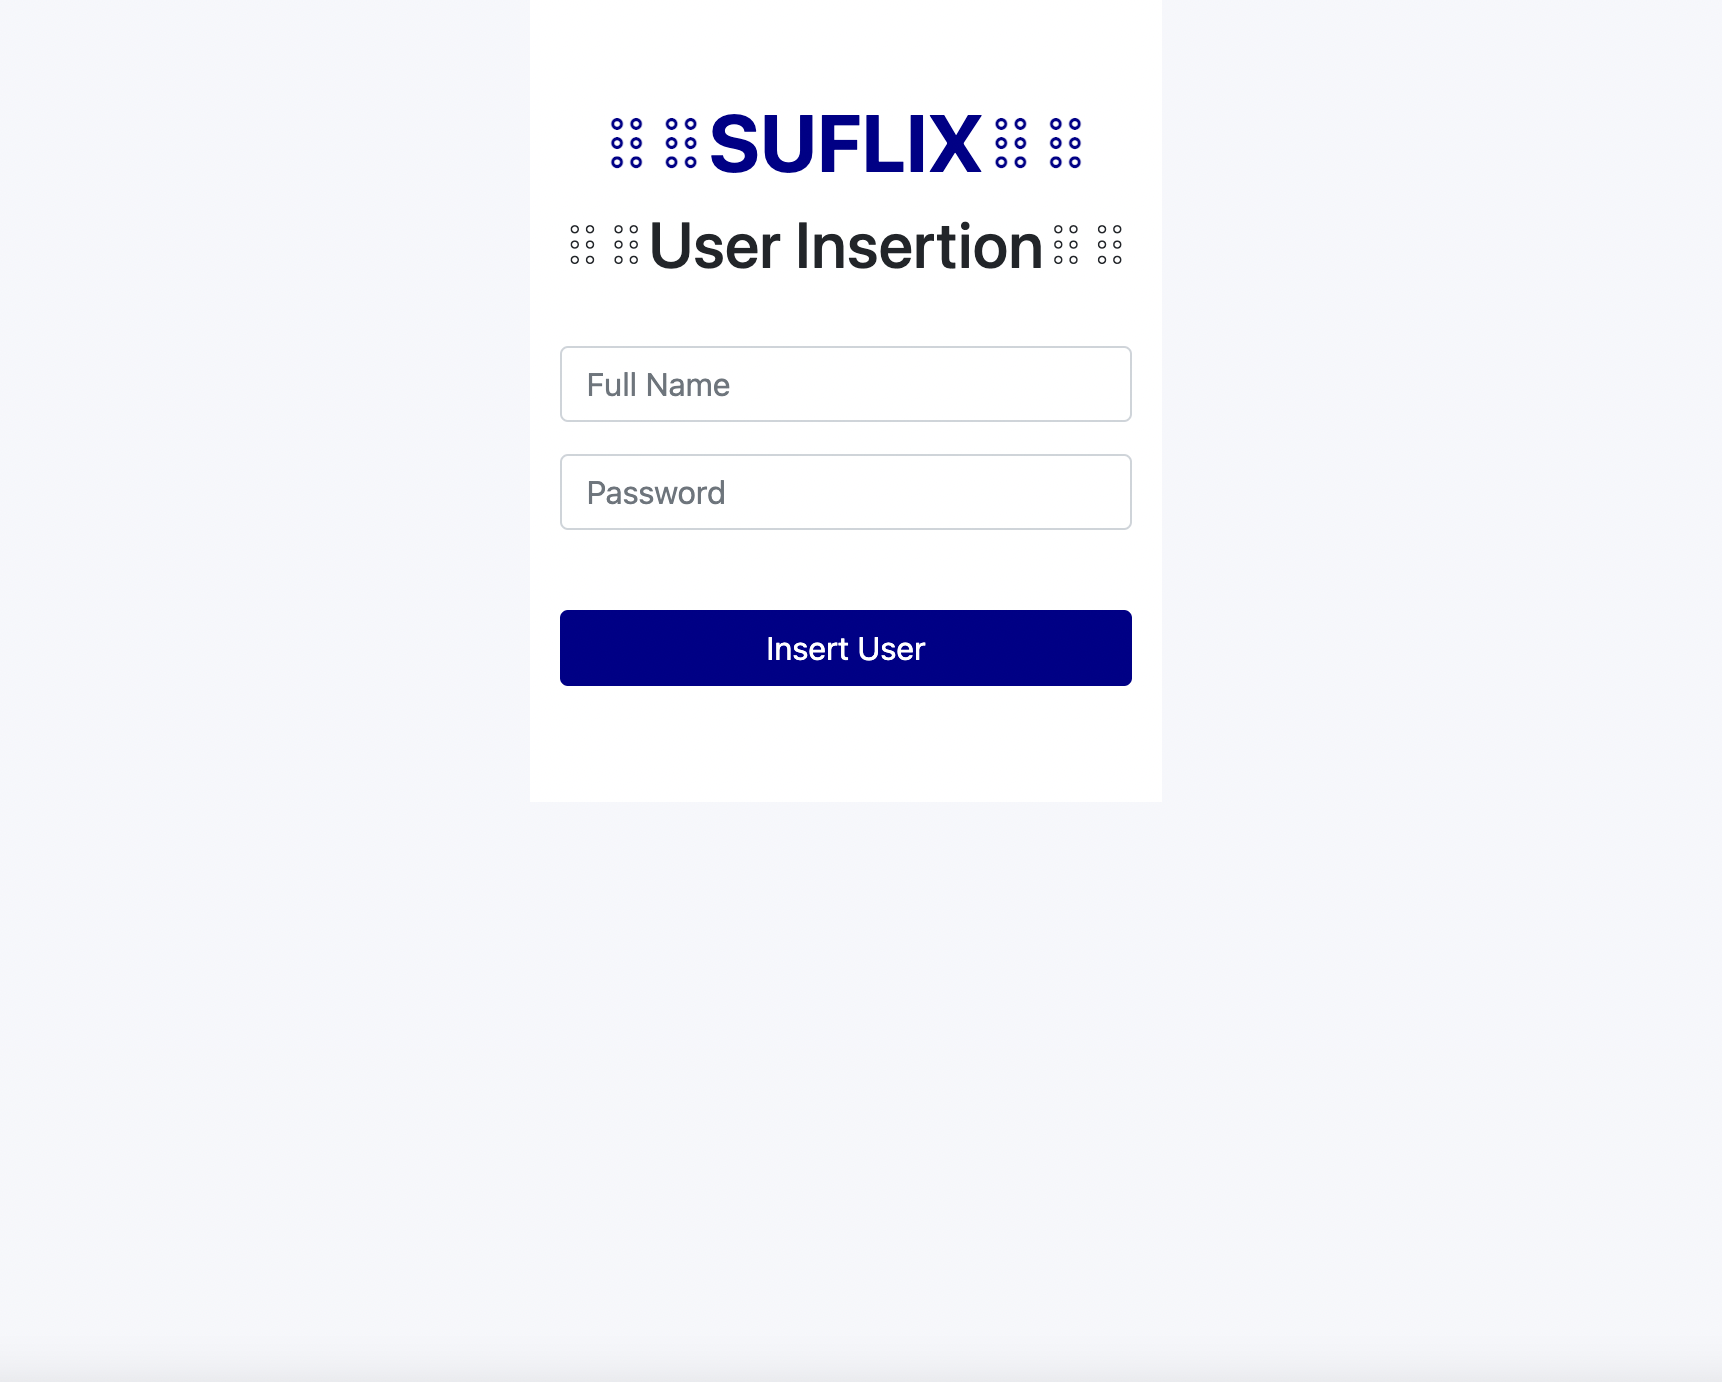 ⠀⠀SUFLIX⠀⠀
⠀⠀User Insertion⠀⠀
Full Name
Password
Insert User